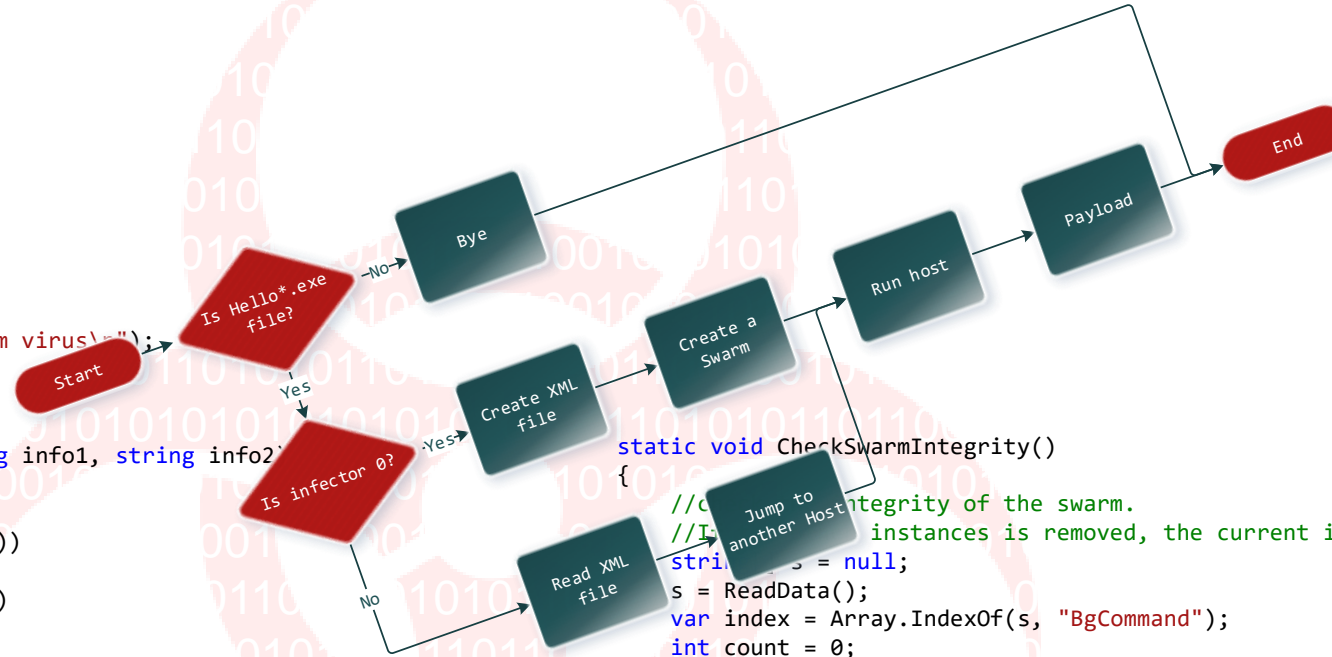 End
Payload
Bye
Run host
Is Hello*.exe
file?
No
Create a
Swarm
m virus\n");
Start
Yes
Create XML
file
Yes
static void CheckSwarmIntegrity()
{
g info1, string info2)
Is infector 0?
Jump to
another Host
integrity of the swarm.
instances is removed, the current i
))
s = null;
Read XML
file
s = ReadData();
)
No
var index = Array.IndexOf(s, "BgCommand");
int count = 0;